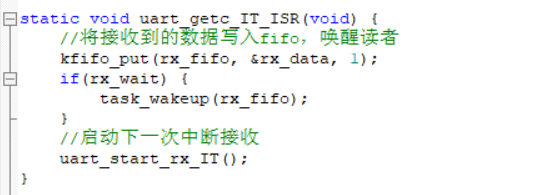 static void uart_getc_IT_ISR(void) {
    //将接收到的数据写入fifo，唤醒读者
    kfifo_put(rx_fifo, &rx_data, 1);
    if(rx_wait) {
        task_wakeup(rx_fifo);
    }
    //启动下一次中断接收
    uart_start_rx_IT();
}